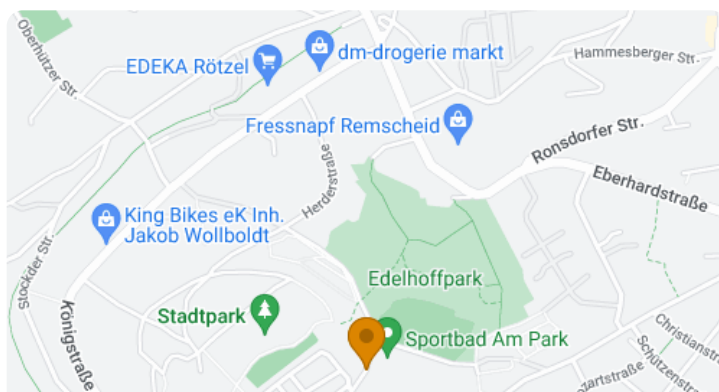 Oberhützer Str.
dm-drogerie markt
EDEKA Rötzel
Hammesberger Str.
Fressnapf Remscheid
Ronsdorfer Str.
Eberhardstraße
Herderstraße
King Bikes eK Inh.
Jakob Wollboldt
Stockder Str.
Edelhoffpark
Stadtpark
Königstraße
Sportbad Am Park
Schützenstr